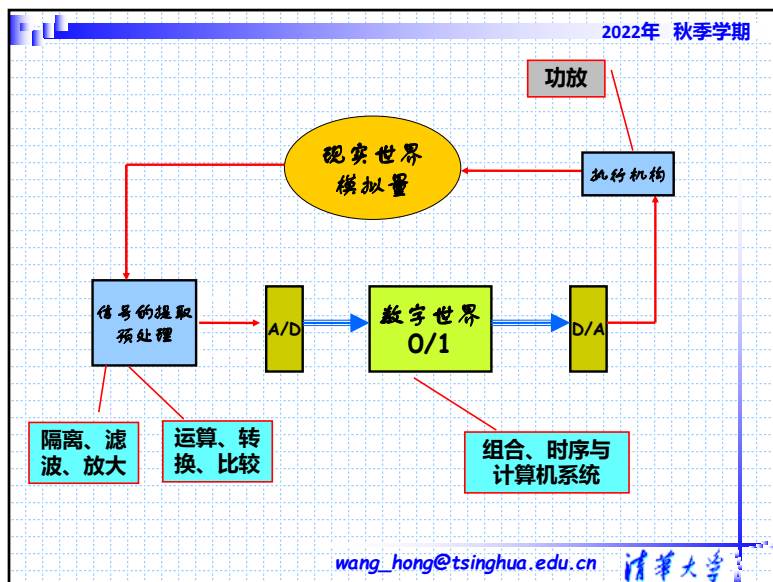 2022年 秋季学期
功放
现实世界
模拟量
执行机构
信号的提取
预处理
A/D
数字世界
0/1
D/A
隔离、滤
波、放大
运算、转
换、比较
组合、时序与
计算机系统
wang_hong@tsinghua.edu.cn
清华大学